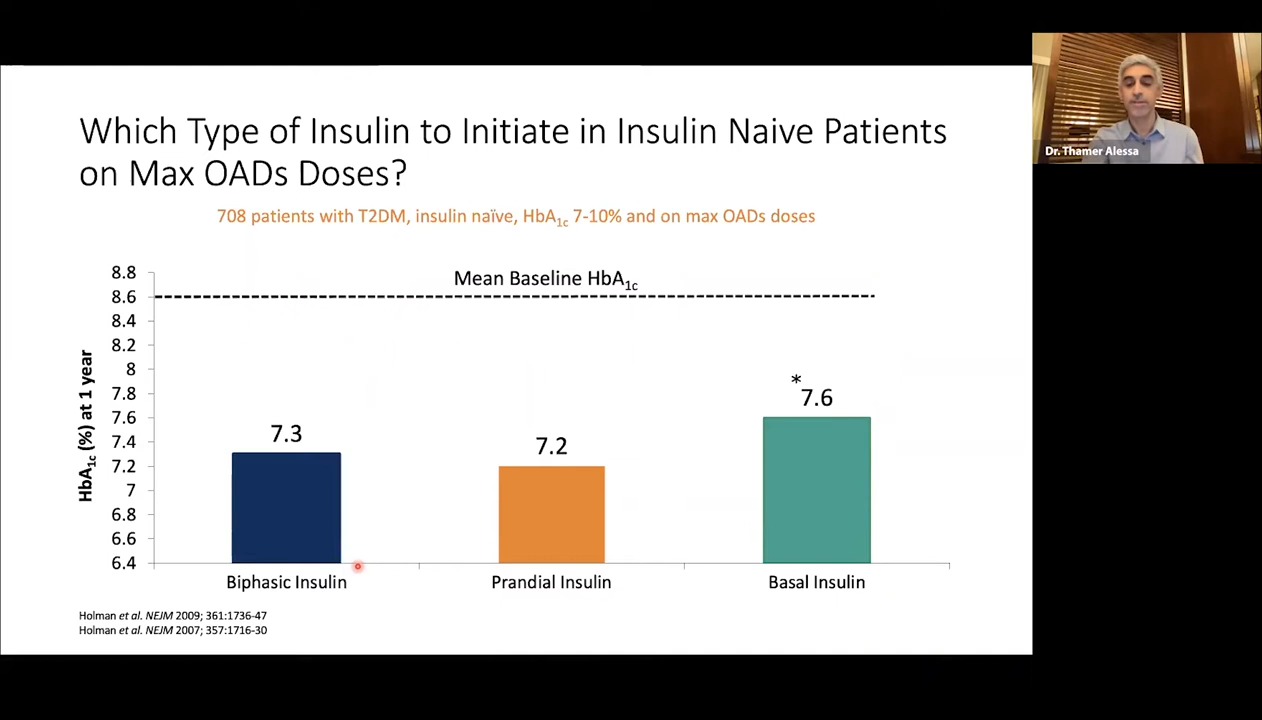 Which Type of Insulin to Initiate in Insulin Naive Patients
on Max OADs Doses?
708 patients with T2DM, insulin naïve, HbA1c 7-10% and on max OADs doses
Mean Baseline HbA1c
8.8
8.6
8.4
8.2
8
7.8
7.6
7.4
7.2
7
6.8
6.6
6.4
HbA1c (%) at 1 year
7.3
7.2
*
7.6
Biphasic Insulin
Prandial Insulin
Basal Insulin
Holman et al. NEJM 2009; 361:1736-47
Holman et al. NEJM 2007; 357:1716-30
Dr. Thamer Alessa